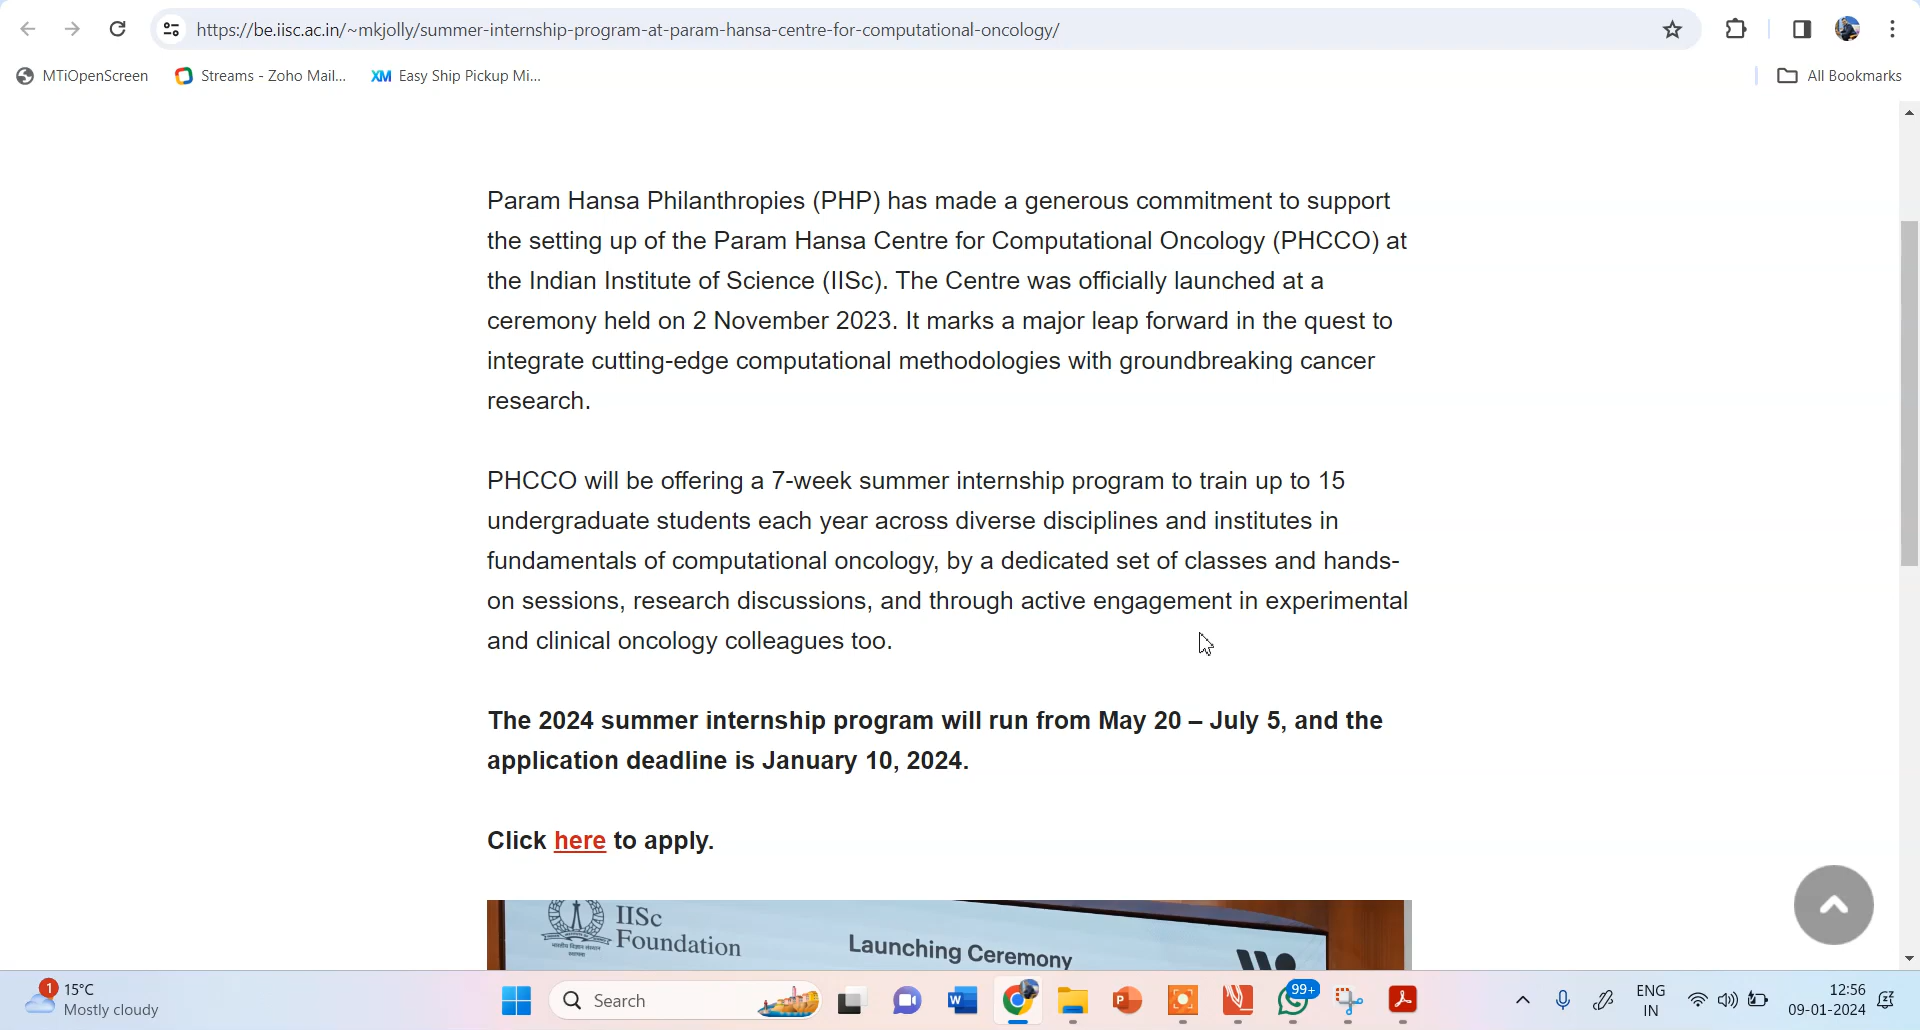 https://be.iisc.ac.in/~mkjolly/summer-internship-program-at-param-hansa-centre-for-computational-oncology/
MTiOpenScreen
Streams - Zoho Mail...
XM Easy Ship Pickup Mi...
All Bookmarks
Param Hansa Philanthropies (PHP) has made a generous commitment to support
the setting up of the Param Hansa Centre for Computational Oncology (PHCCO) at
the Indian Institute of Science (IISc). The Centre was officially launched at a
ceremony held on 2 November 2023. It marks a major leap forward in the quest to
integrate cutting-edge computational methodologies with groundbreaking cancer
research.
PHCCO will be offering a 7-week summer internship program to train up to 15
undergraduate students each year across diverse disciplines and institutes in
fundamentals of computational oncology, by a dedicated set of classes and hands-
on sessions, research discussions, and through active engagement in experimental
and clinical oncology colleagues too.
The 2024 summer internship program will run from May 20 – July 5, and the
application deadline is January 10, 2024.
Click here to apply.
IISc
Foundation
Launching Ceremony
1
15°C
Mostly cloudy
Search
W
P
99+
ENG
IN
12:56
09-01-2024